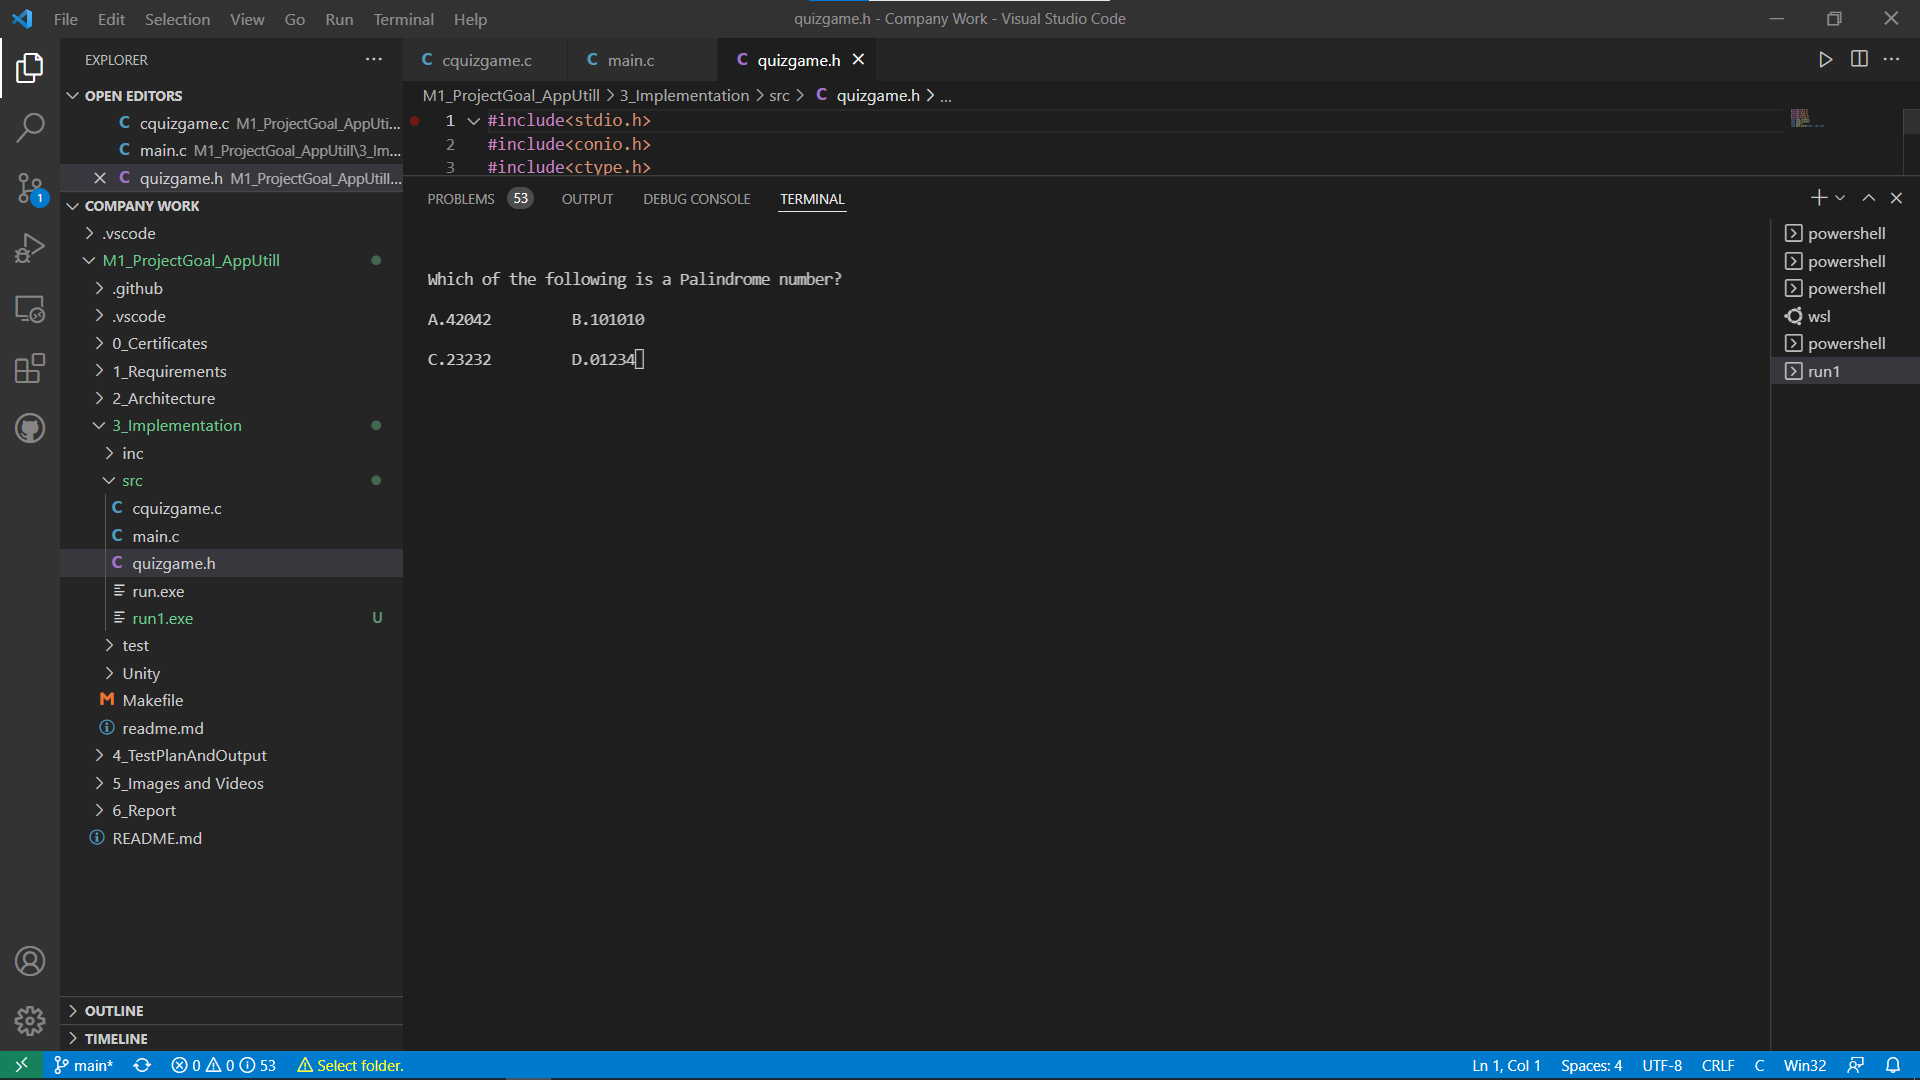 File Edit Selection View Go Run Terminal Help
quizgame.h - Company Work - Visual Studio Code
EXPLORER
OPEN EDITORS
cquizgame.c M1_ProjectGoal_AppUti...
main.c M1_ProjectGoal_AppUtill\3_Im...
quizgame.h M1_ProjectGoal_AppUtill...
COMPANY WORK
.vscode
M1_ProjectGoal_AppUtill
.github
.vscode
0_Certificates
1_Requirements
2_Architecture
3_Implementation
inc
src
cquizgame.c
main.c
quizgame.h
run.exe
run1.exe U
test
Unity
Makefile
readme.md
4_TestPlanAndOutput
5_Images and Videos
6_Report
README.md
OUTLINE
TIMELINE
cquizgame.c main.c quizgame.h
M1_ProjectGoal_AppUtill > 3_Implementation > src > C quizgame.h > ...
1 #include<stdio.h>
2 #include<conio.h>
3 #include<ctype.h>
PROBLEMS 53 OUTPUT DEBUG CONSOLE TERMINAL
Which of the following is a Palindrome number?
A.42042 B.101010
C.23232 D.01234
powershell
powershell
powershell
wsl
powershell
run1
1
main* 0 0 53 Select folder. Ln 1, Col 1 Spaces: 4 UTF-8 CRLF C Win32